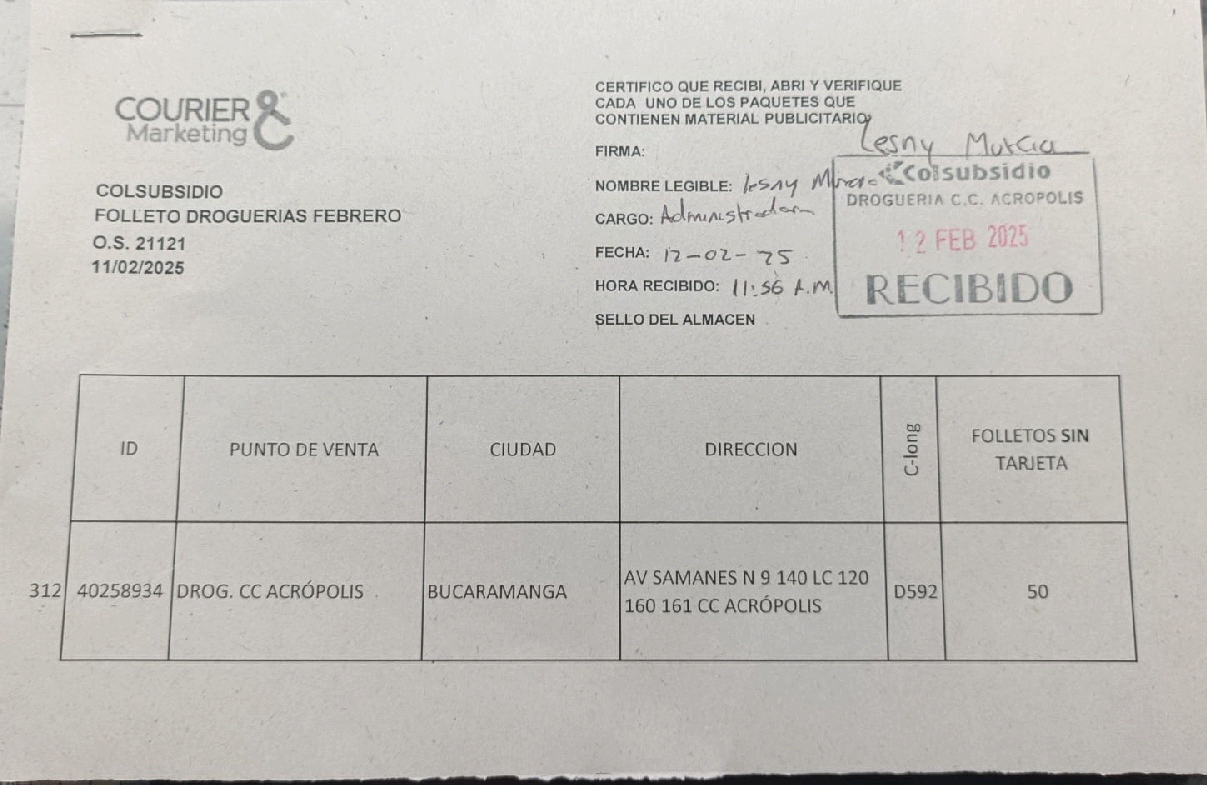 COURIER &
Marketing
COLSUBSIDIO
FOLLETO DROGUERIAS FEBRERO
O.S. 21121
11/02/2025
CERTIFICO QUE RECIBI, ABRI Y VERIFIQUE
CADA UNO DE LOS PAQUETES QUE
CONTIENEN MATERIAL PUBLICITARIO
FIRMA: Lesny Murcia
NOMBRE LEGIBLE: Lesny
CARGO: Administradora
FECHA: 12-02-25
HORA RECIBIDO: 11:56 A.M.
SELLO DEL ALMACEN
Colsubsidio
DROGUERIA C.C. ACROPOLIS
12 FEB 2025
RECIBIDO
ID PUNTO DE VENTA CIUDAD DIRECCION C-long FOLLETOS SIN TARJETA
312 40258934 DROG. CC ACRÓPOLIS BUCARAMANGA AV SAMANES N 9 140 LC 120 160 161 CC ACRÓPOLIS D592 50